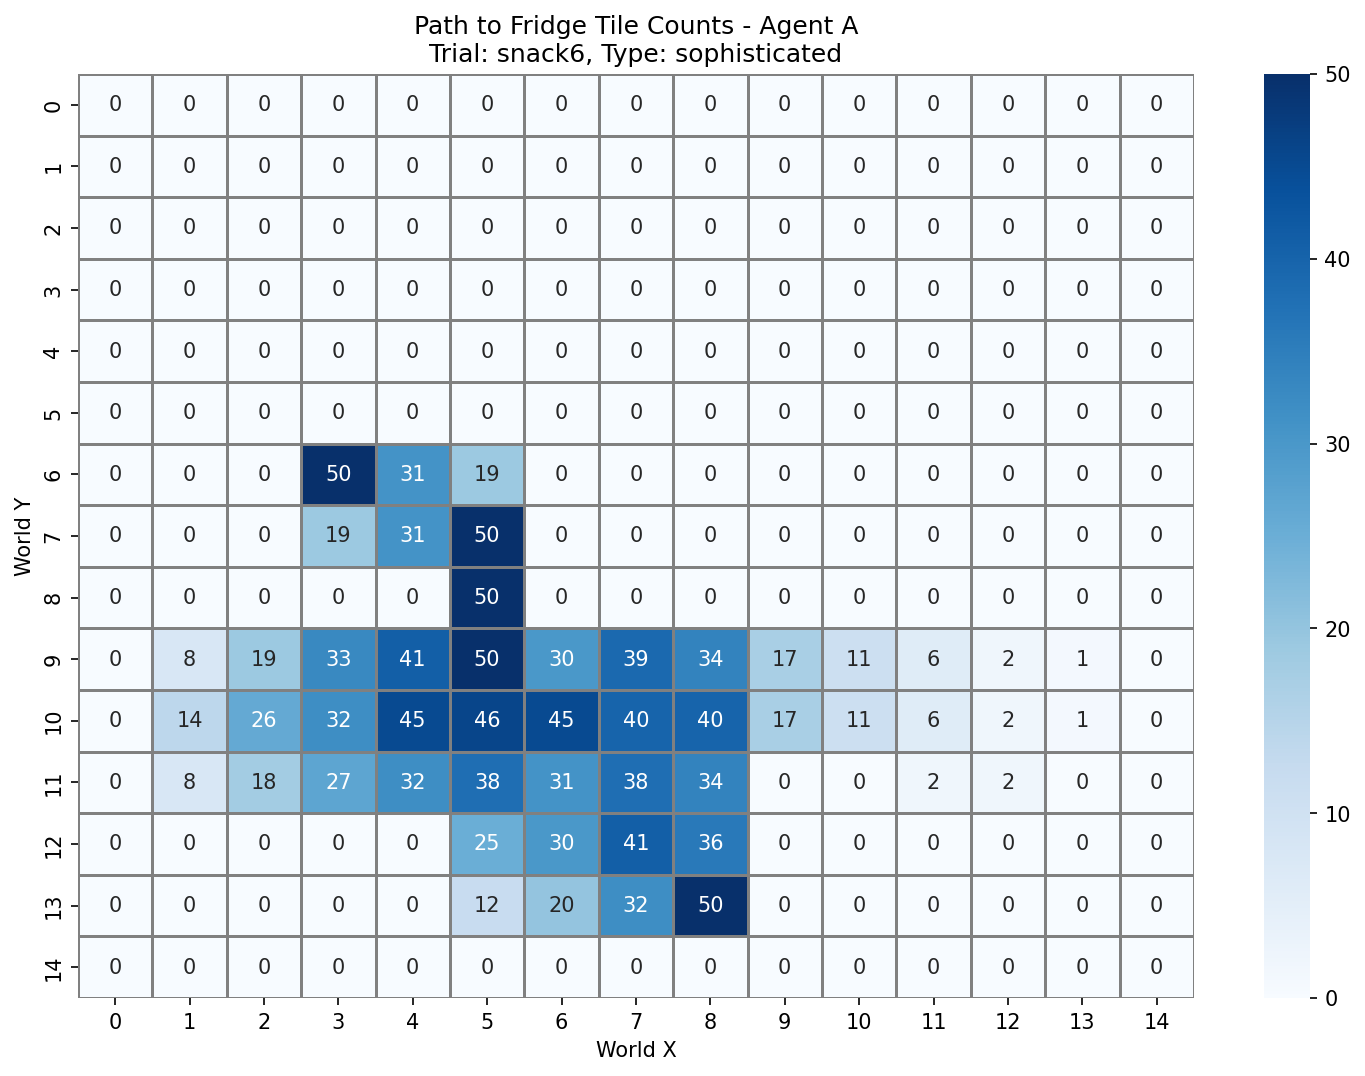 Path to Fridge Tile Counts - Agent A
Trial: snack6, Type: sophisticated
0 0 0 0 0 0 0 0 0 0 0 0 0 0 0 0
1 0 0 0 0 0 0 0 0 0 0 0 0 0 0 0
2 0 0 0 0 0 0 0 0 0 0 0 0 0 0 0
3 0 0 0 0 0 0 0 0 0 0 0 0 0 0 0
4 0 0 0 0 0 0 0 0 0 0 0 0 0 0 0
5 0 0 0 0 0 0 0 0 0 0 0 0 0 0 0
6 0 0 0 50 31 19 0 0 0 0 0 0 0 0 0
7 0 0 0 19 31 50 0 0 0 0 0 0 0 0 0
8 0 0 0 0 0 50 0 0 0 0 0 0 0 0 0
9 0 8 19 33 41 50 30 39 34 17 11 6 2 1 0
10 0 14 26 32 45 46 45 40 40 17 11 6 2 1 0
11 0 8 18 27 32 38 31 38 34 0 0 2 2 0 0
12 0 0 0 0 0 25 30 41 36 0 0 0 0 0 0
13 0 0 0 0 0 12 20 32 50 0 0 0 0 0 0
14 0 0 0 0 0 0 0 0 0 0 0 0 0 0 0
0 1 2 3 4 5 6 7 8 9 10 11 12 13 14
World X
World Y
50
40
30
20
10
0